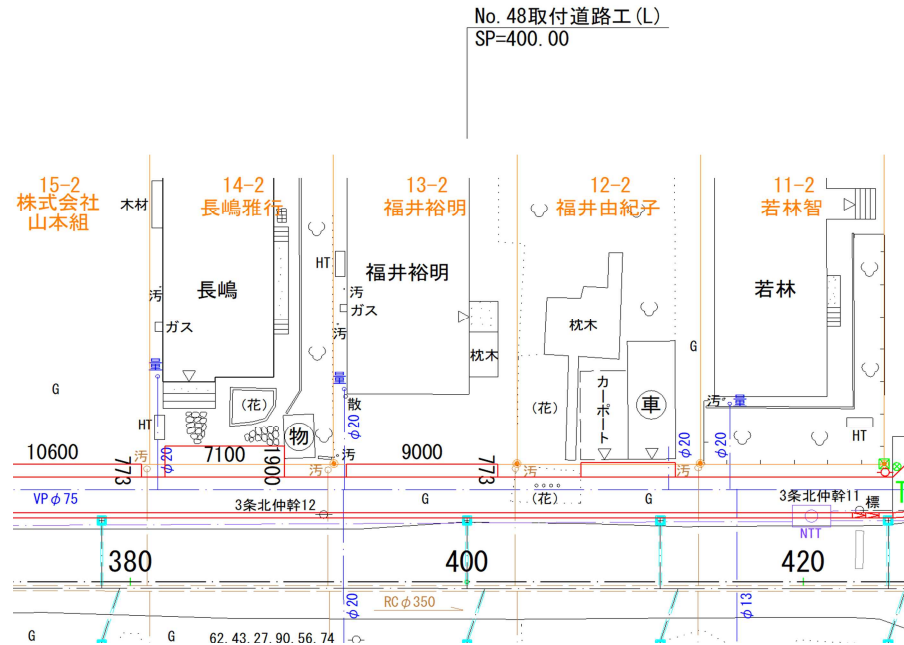 No.48取付道路工(L)
SP=400.00
15-2
株式会社
山本組
14-2
長嶋雅行
13-2
福井裕明
12-2
福井由紀子
11-2
若林智
木材
長嶋
HT
福井裕明
若林
汚
ガス
汚
ガス
汚
枕木
枕木
G
G
量
量
散
カーポート
車
汚
量
HT
(花)
物
(花)
φ20
φ20
φ20
φ20
HT
10600
773
汚
7100
1000
汚
汚
9000
773
汚
汚
VPφ75
3条北仲幹12
G
(花)
G
3条北仲幹11
標
T
NTT
380
400
420
φ20
RCφ350
φ13
G
G
62.43.27.90.56.74